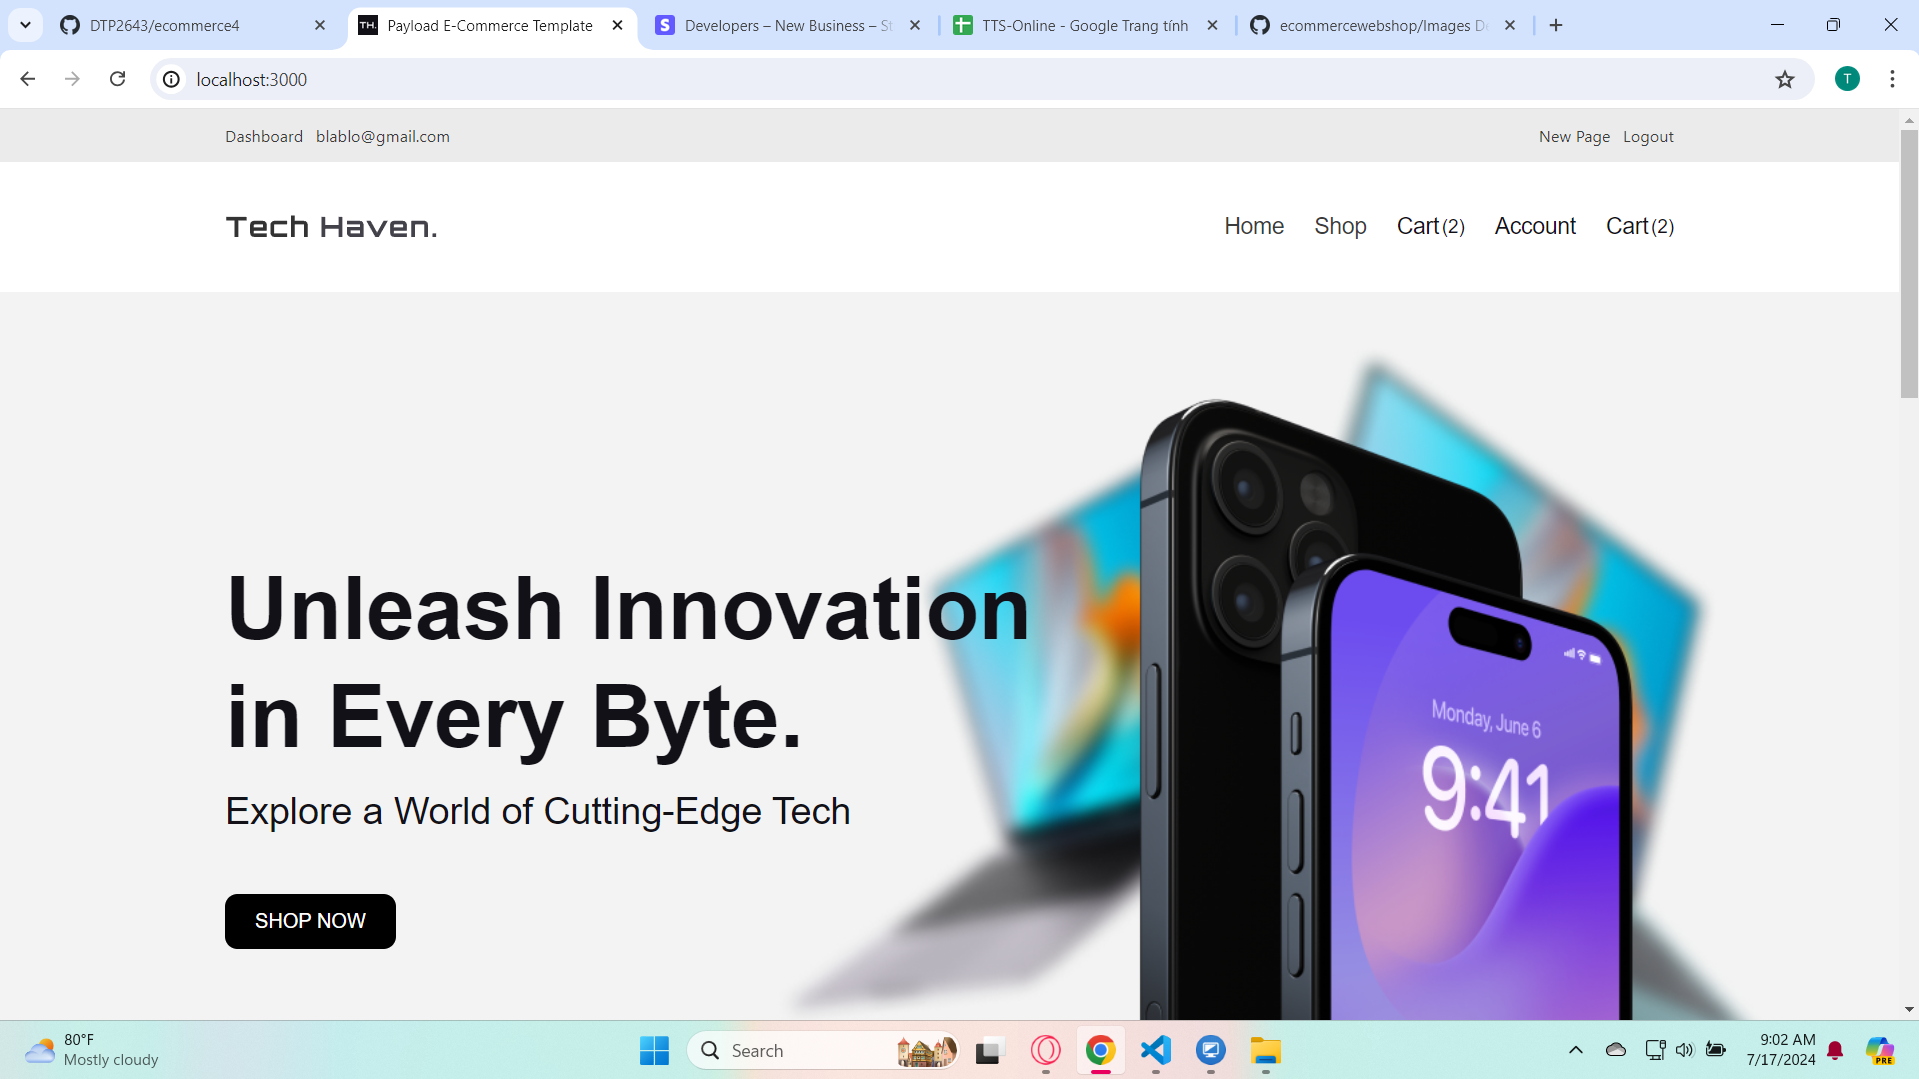 DTP2643/ecommerce4
TH. Payload E-Commerce Template
S Developers – New Business – St
TTS-Online - Google Trang tính
ecommercewebshop/Images De
localhost:3000
T
Dashboard blablo@gmail.com
New Page Logout
Tech Haven.
Home Shop Cart(2) Account Cart(2)
Unleash Innovation
in Every Byte.
Explore a World of Cutting-Edge Tech
SHOP NOW
Monday, June 6
9:41
80°F
Mostly cloudy
Search
9:02 AM
7/17/2024
PRE